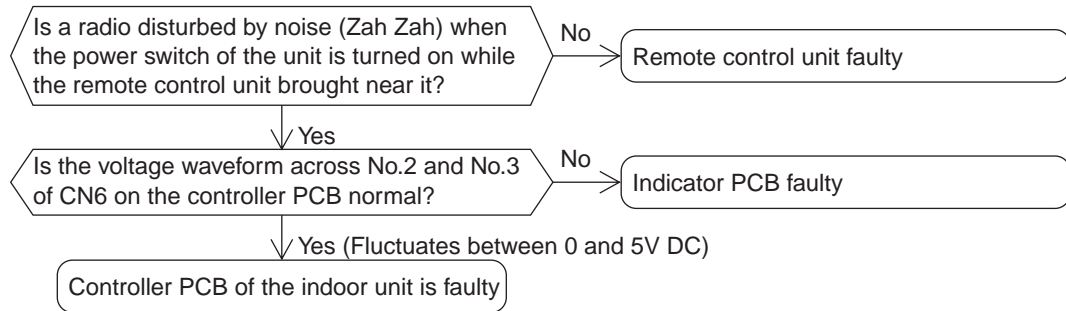 Is a radio disturbed by noise (Zah Zah) when
the power switch of the unit is turned on while
the remote control unit brought near it?
No
Remote control unit faulty
Yes
Is the voltage waveform across No.2 and No.3
of CN6 on the controller PCB normal?
No
Indicator PCB faulty
Yes (Fluctuates between 0 and 5V DC)
Controller PCB of the indoor unit is faulty